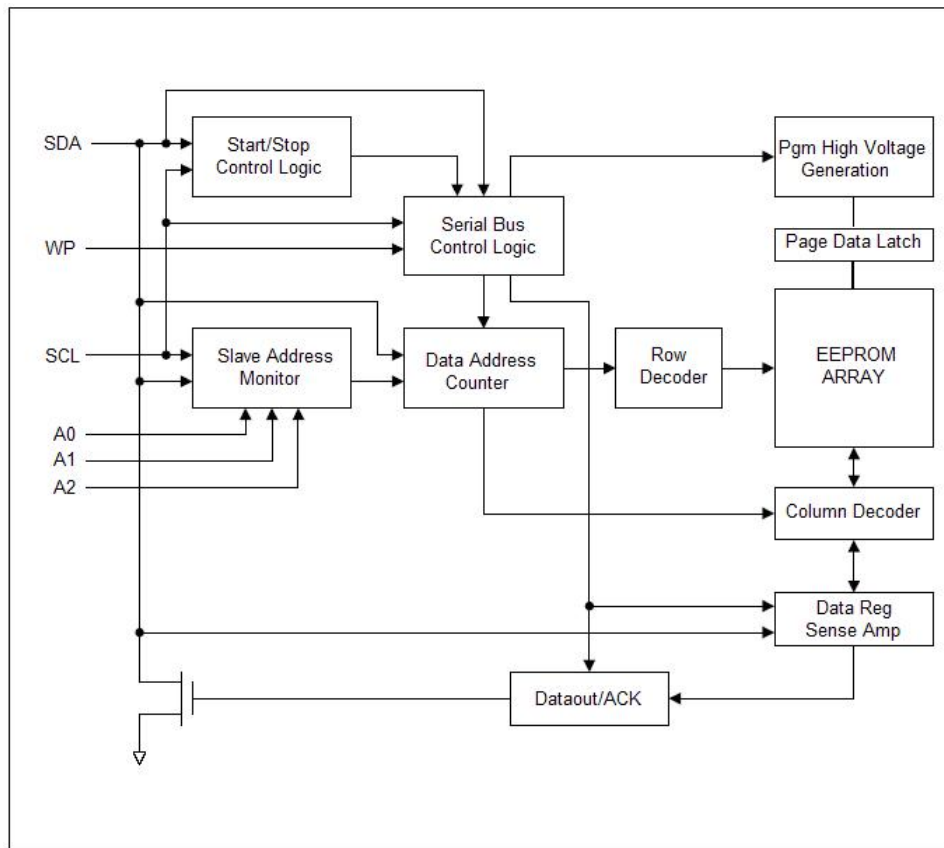 SDA
Start/Stop
Control Logic
Pgm High Voltage
Generation
WP
Serial Bus
Control Logic
Page Data Latch
SCL
Slave Address
Monitor
Data Address
Counter
Row
Decoder
EEPROM
ARRAY
A0
A1
A2
Column Decoder
Data Reg
Sense Amp
Dataout/ACK